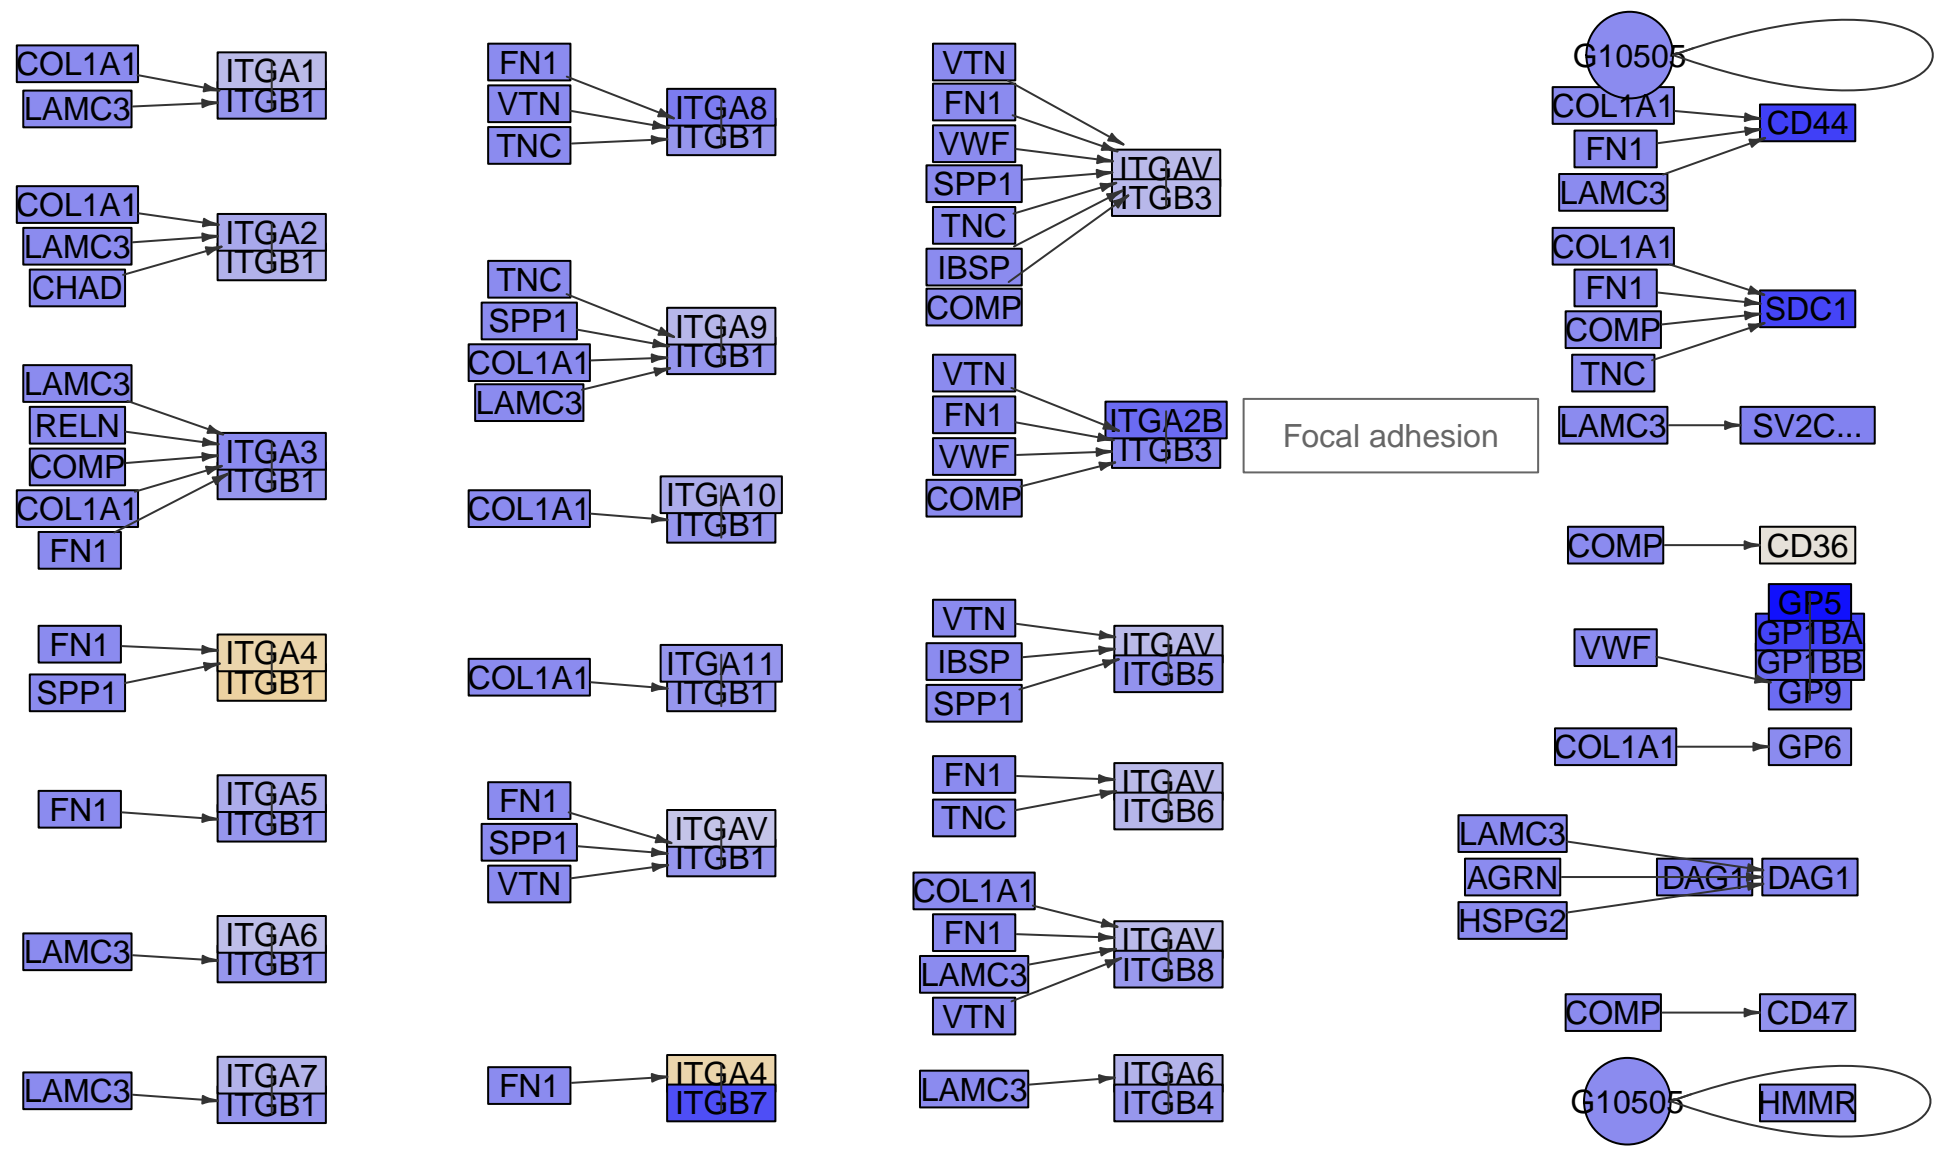 COL1A1
LAMC3
ITGA1
ITGB1
COL1A1
LAMC3
CHAD
ITGA2
ITGB1
LAMC3
RELN
COMP
COL1A1
FN1
ITGA3
ITGB1
FN1
SPP1
ITGA4
ITGB1
FN1
ITGA5
ITGB1
LAMC3
ITGA6
ITGB1
LAMC3
ITGA7
ITGB1
FN1
VTN
TNC
ITGA8
ITGB1
TNC
SPP1
COL1A1
LAMC3
ITGA9
ITGB1
COL1A1
ITGA10
ITGB1
COL1A1
ITGA11
ITGB1
FN1
SPP1
VTN
ITGAV
ITGB1
FN1
ITGA4
ITGB7
VTN
FN1
VWF
SPP1
TNC
IBSP
COMP
ITGAV
ITGB3
VTN
FN1
VWF
COMP
ITGA2B
ITGB3
Focal adhesion
VTN
IBSP
SPP1
ITGAV
ITGB5
FN1
TNC
ITGAV
ITGB6
COL1A1
FN1
LAMC3
VTN
ITGAV
ITGB8
LAMC3
ITGA6
ITGB4
G10505
COL1A1
FN1
LAMC3
CD44
COL1A1
FN1
COMP
TNC
SDC1
LAMC3
SV2C...
COMP
CD36
VWF
GP5
GP1BA
GP1BB
GP9
COL1A1
GP6
LAMC3
AGRN
HSPG2
DAG1
DAG1
COMP
CD47
G10505
HMMR